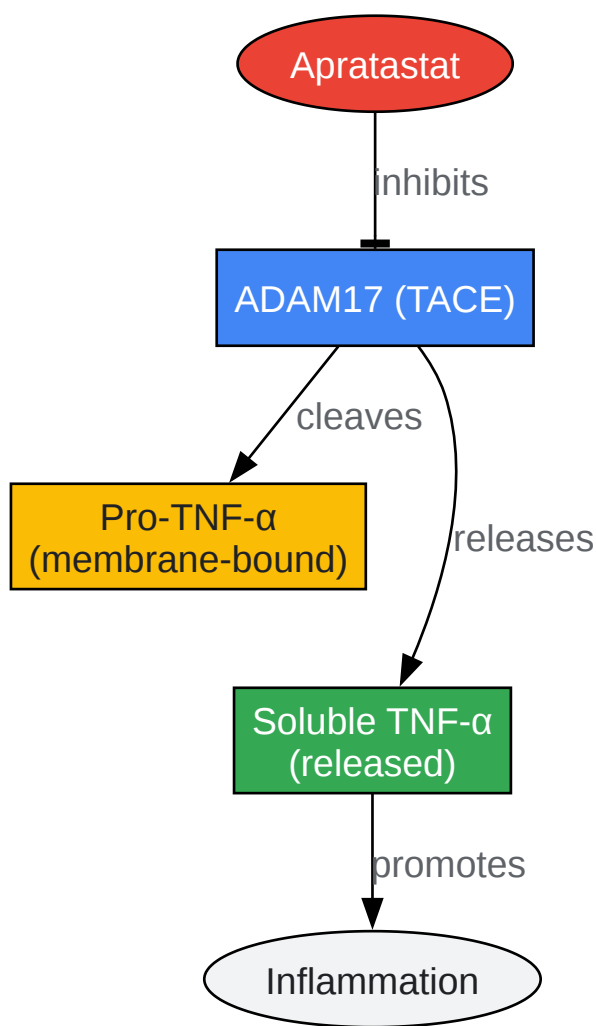 Apratastat
inhibits
ADAM17 (TACE)
cleaves
Pro-TNF-α
(membrane-bound)
releases
Soluble TNF-α
(released)
promotes
Inflammation